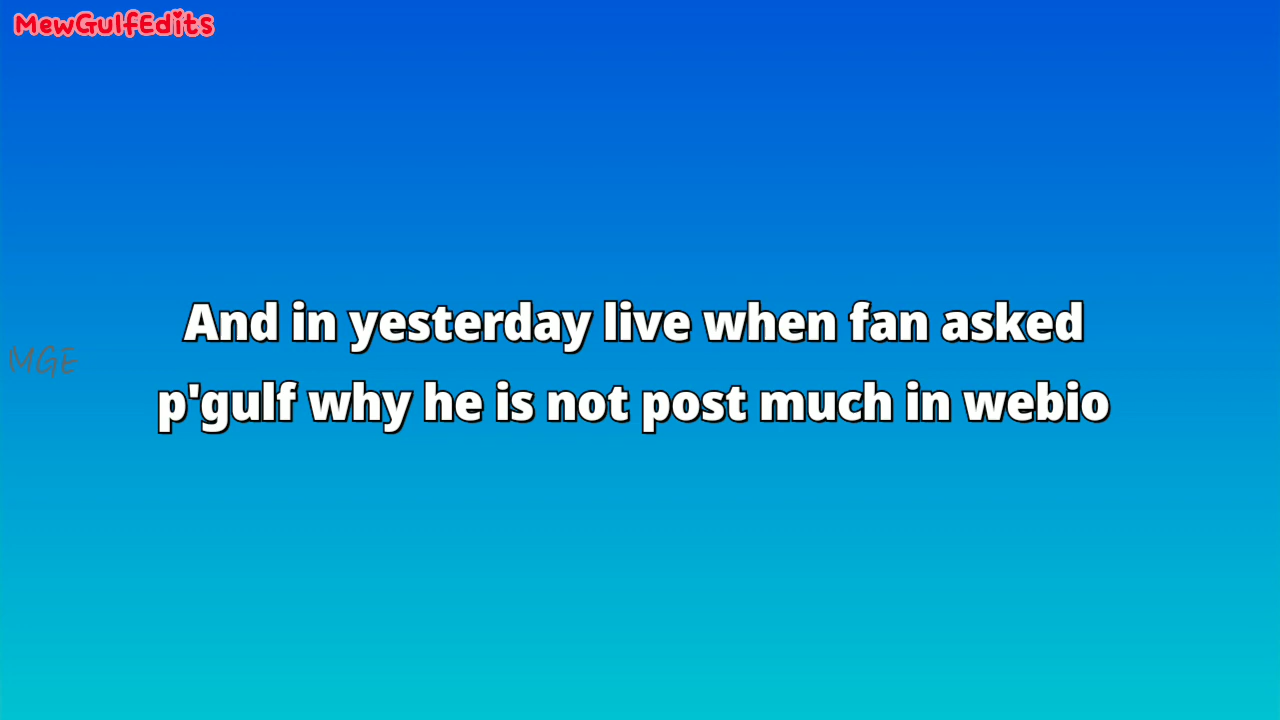 MewGulfEdits
And in yesterday live when fan asked
MGE
p'gulf why he is not post much in webio